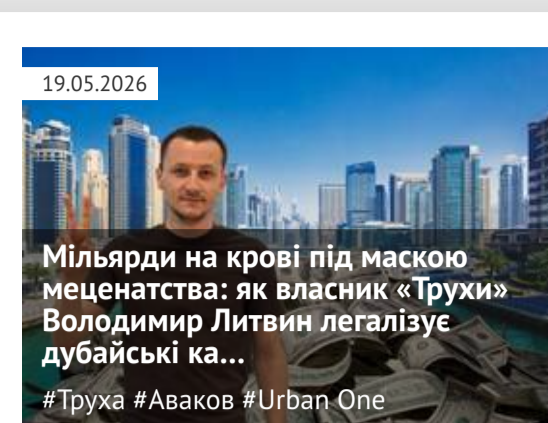 19.05.2026
Мільярди на крові під маскою
меценатства: як власник «Трухи»
Володимир Литвин легалізує
дубайські ка...
#Труха #Аваков #Urban One